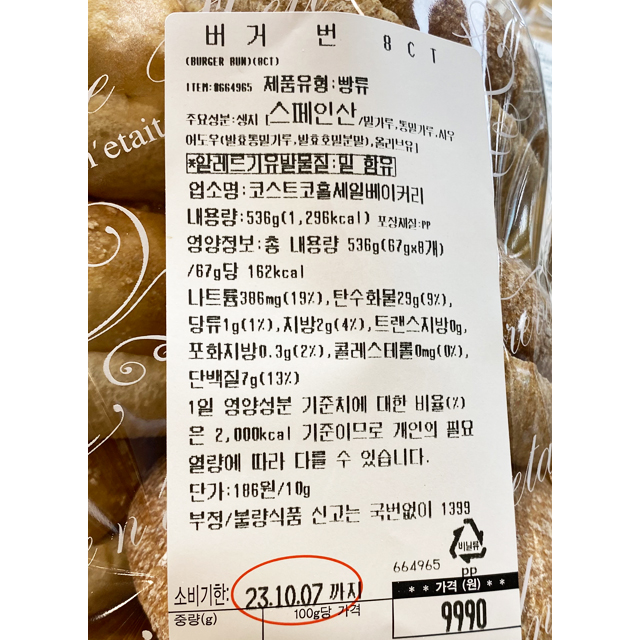 버거 번 8CT
(BURGER BUN)(8CT)
ITEM:8664965 제품유형:빵류
주요성분:생지 [스페인산/밀가루,통밀가루,사우
어도우(발효통밀가루,발효호밀분말),올리브유]
*알레르기유발물질:밀 함유
업소명:코스트코홀세일베이커리
내용량:536g(1,296kcal) 포장재질:PP
영양정보:총 내용량 536g(67gx8개)
/67g당 162kcal
나트륨386mg(19%),탄수화물29g(9%),
당류1g(1%),지방2g(4%),트랜스지방0g,
포화지방0.3g(2%),콜레스테롤0mg(0%),
단백질7g(13%)
1일 영양성분 기준치에 대한 비율(%)
은 2,000kcal 기준이므로 개인의 필요
열량에 따라 다를 수 있습니다.
단가:186원/10g
부정/불량식품 신고는 국번없이 1399
비닐류
664965 PP
소비기한: 23.10.07 까지
중량(g) 100g당 가격
* * 가격 (원) * *
9990
l'etait